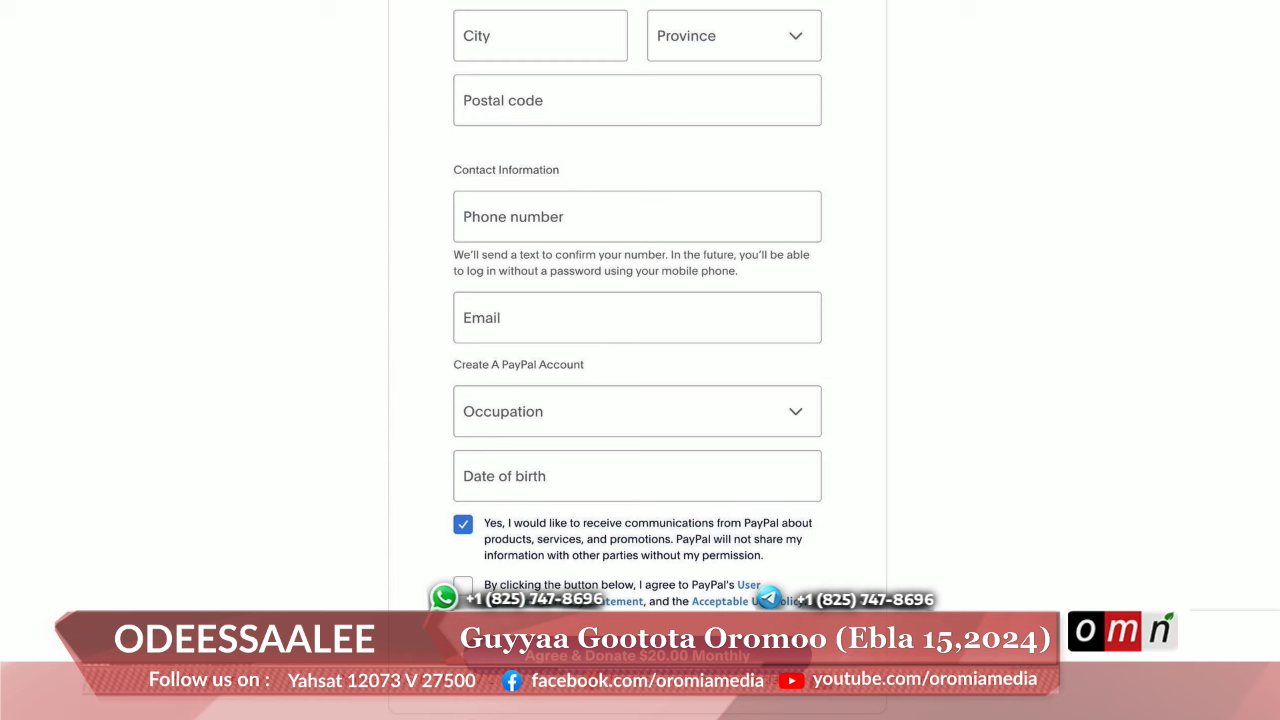 City
Province
Postal code
Contact Information
Phone number
We'll send a text to confirm your number. In the future, you'll be able
to log in without a password using your mobile phone.
Email
Create A PayPal Account
Occupation
Date of birth
Yes, I would like to receive communications from PayPal about
products, services, and promotions. PayPal will not share my
information with other parties without my permission.
By clicking the button below, I agree to PayPal's User
tement, and the Acceptable U Policy
+1 (825) 747-8696
+1 (825) 747-8696
ODEESSAALEE
Guyyaa Gootota Oromoo (Ebla 15,2024)
omn
Agree & Donate $20.00 Monthly
Follow us on : Yahsat 12073 V 27500 facebook.com/oromiamedia youtube.com/oromiamedia